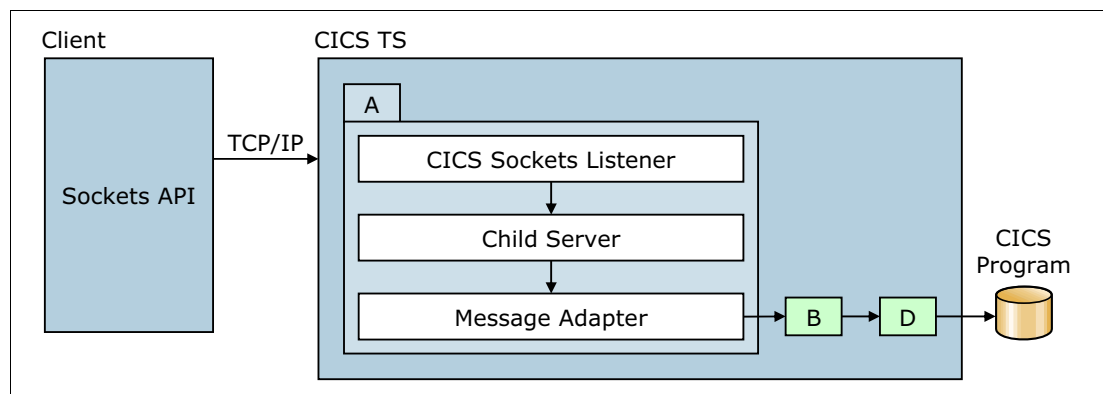 Client
CICS TS
A
TCP/IP
CICS Sockets Listener
Sockets API
Child Server
CICS
Program
Message Adapter
B
D